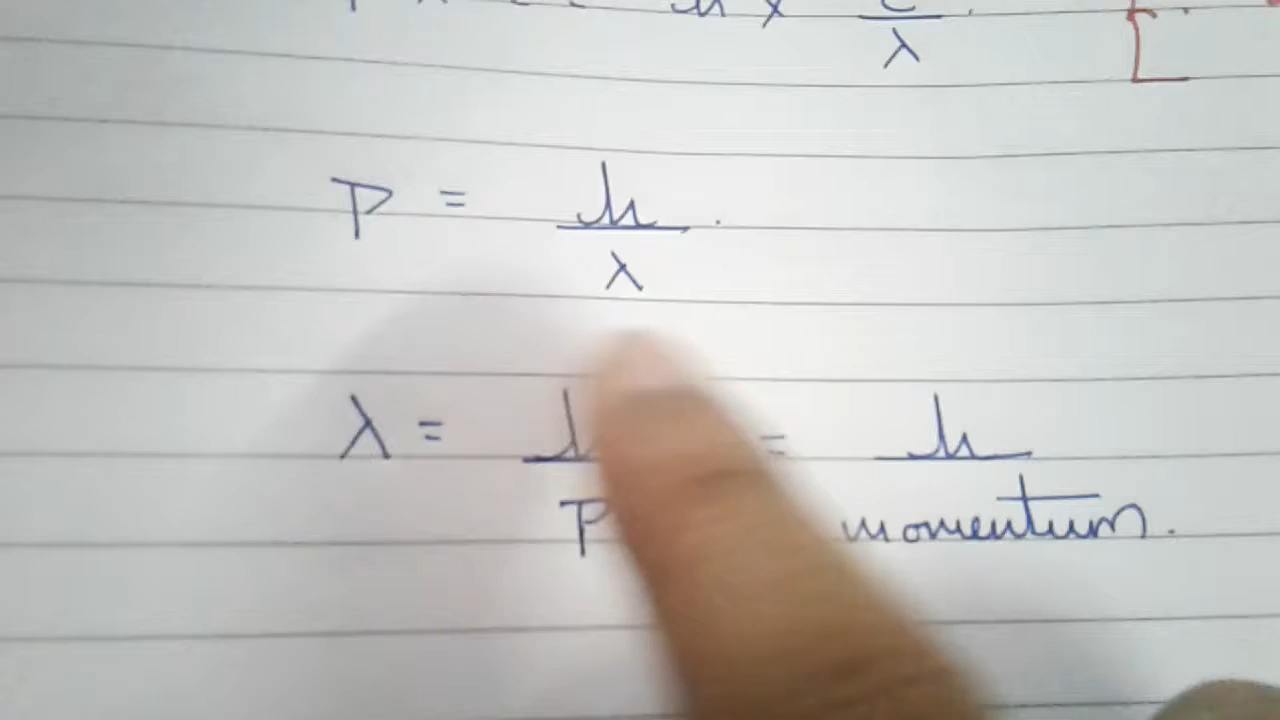 h × c/λ.
P = h/λ.
λ = h/P = h/momentum.